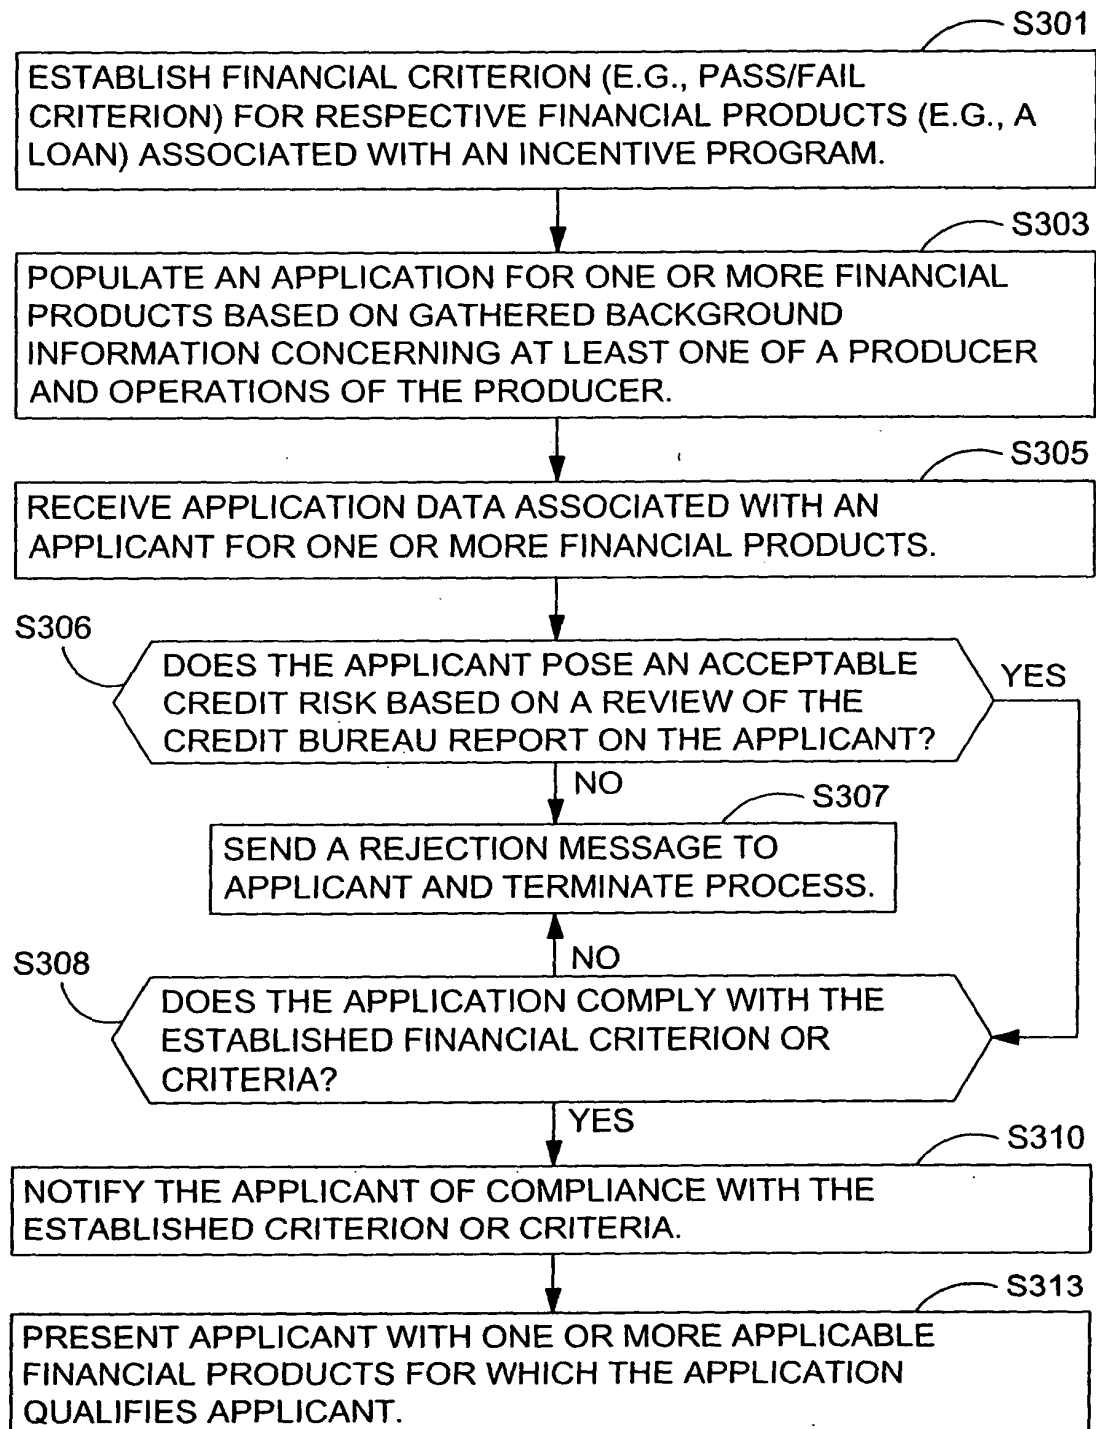 S301
ESTABLISH FINANCIAL CRITERION (E.G., PASS/FAIL
CRITERION) FOR RESPECTIVE FINANCIAL PRODUCTS (E.G., A
LOAN) ASSOCIATED WITH AN INCENTIVE PROGRAM.
S303
POPULATE AN APPLICATION FOR ONE OR MORE FINANCIAL
PRODUCTS BASED ON GATHERED BACKGROUND
INFORMATION CONCERNING AT LEAST ONE OF A PRODUCER
AND OPERATIONS OF THE PRODUCER.
S305
RECEIVE APPLICATION DATA ASSOCIATED WITH AN
APPLICANT FOR ONE OR MORE FINANCIAL PRODUCTS.
S306
DOES THE APPLICANT POSE AN ACCEPTABLE
CREDIT RISK BASED ON A REVIEW OF THE
CREDIT BUREAU REPORT ON THE APPLICANT?
YES
NO
S307
SEND A REJECTION MESSAGE TO
APPLICANT AND TERMINATE PROCESS.
NO
S308
DOES THE APPLICATION COMPLY WITH THE
ESTABLISHED FINANCIAL CRITERION OR
CRITERIA?
YES
S310
NOTIFY THE APPLICANT OF COMPLIANCE WITH THE
ESTABLISHED CRITERION OR CRITERIA.
S313
PRESENT APPLICANT WITH ONE OR MORE APPLICABLE
FINANCIAL PRODUCTS FOR WHICH THE APPLICATION
QUALIFIES APPLICANT.